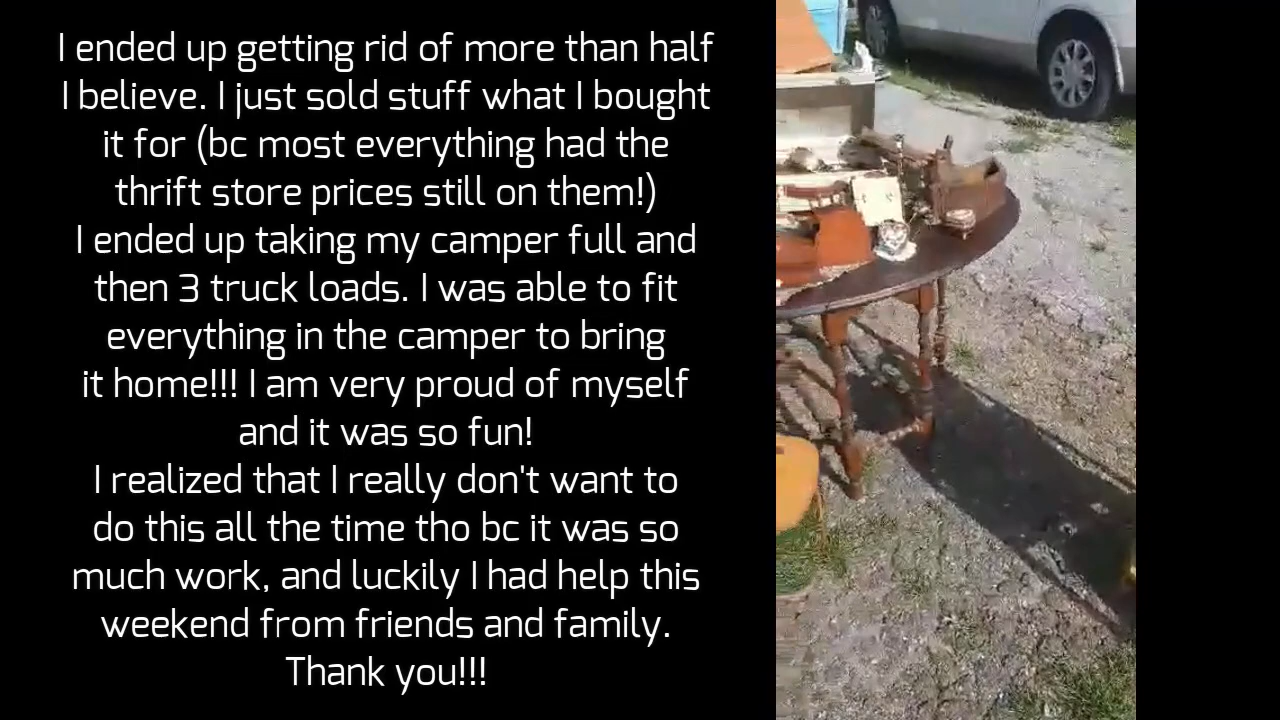 I ended up getting rid of more than half
I believe. I just sold stuff what I bought
it for (bc most everything had the
thrift store prices still on them!)
I ended up taking my camper full and
then 3 truck loads. I was able to fit
everything in the camper to bring
it home!!! I am very proud of myself
and it was so fun!
I realized that I really don't want to
do this all the time tho bc it was so
much work, and luckily I had help this
weekend from friends and family.
Thank you!!!